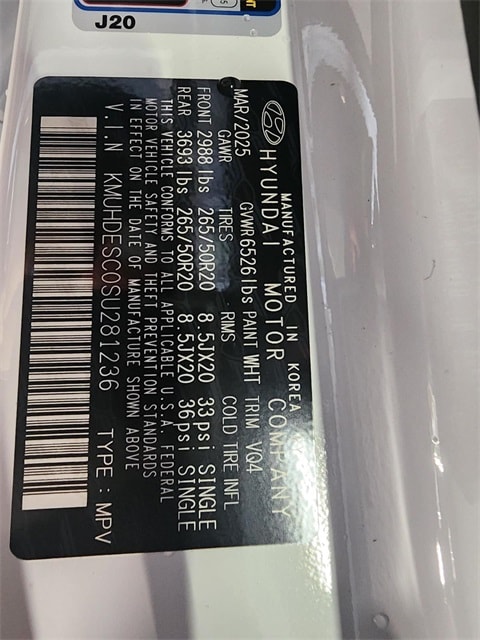 J20
MANUFACTURED IN KOREA
HYUNDAI MOTOR COMPANY
MAR/2025 GVWR 6526 lbs PAINT WHT TRIM VQ4
GAWR TIRES RIMS COLD TIRE INFL
FRONT 2988 lbs 265/50R20 8.5JX20 33psi SINGLE
REAR 3693 lbs 265/50R20 8.5JX20 36psi SINGLE
THIS VEHICLE CONFORMS TO ALL APPLICABLE U.S.A. FEDERAL
MOTOR VEHICLE SAFETY AND THEFT PREVENTION STANDARDS
IN EFFECT ON THE DATE OF MANUFACTURE SHOWN ABOVE
V.I.N KMUHDESC0SU281236 TYPE : MPV